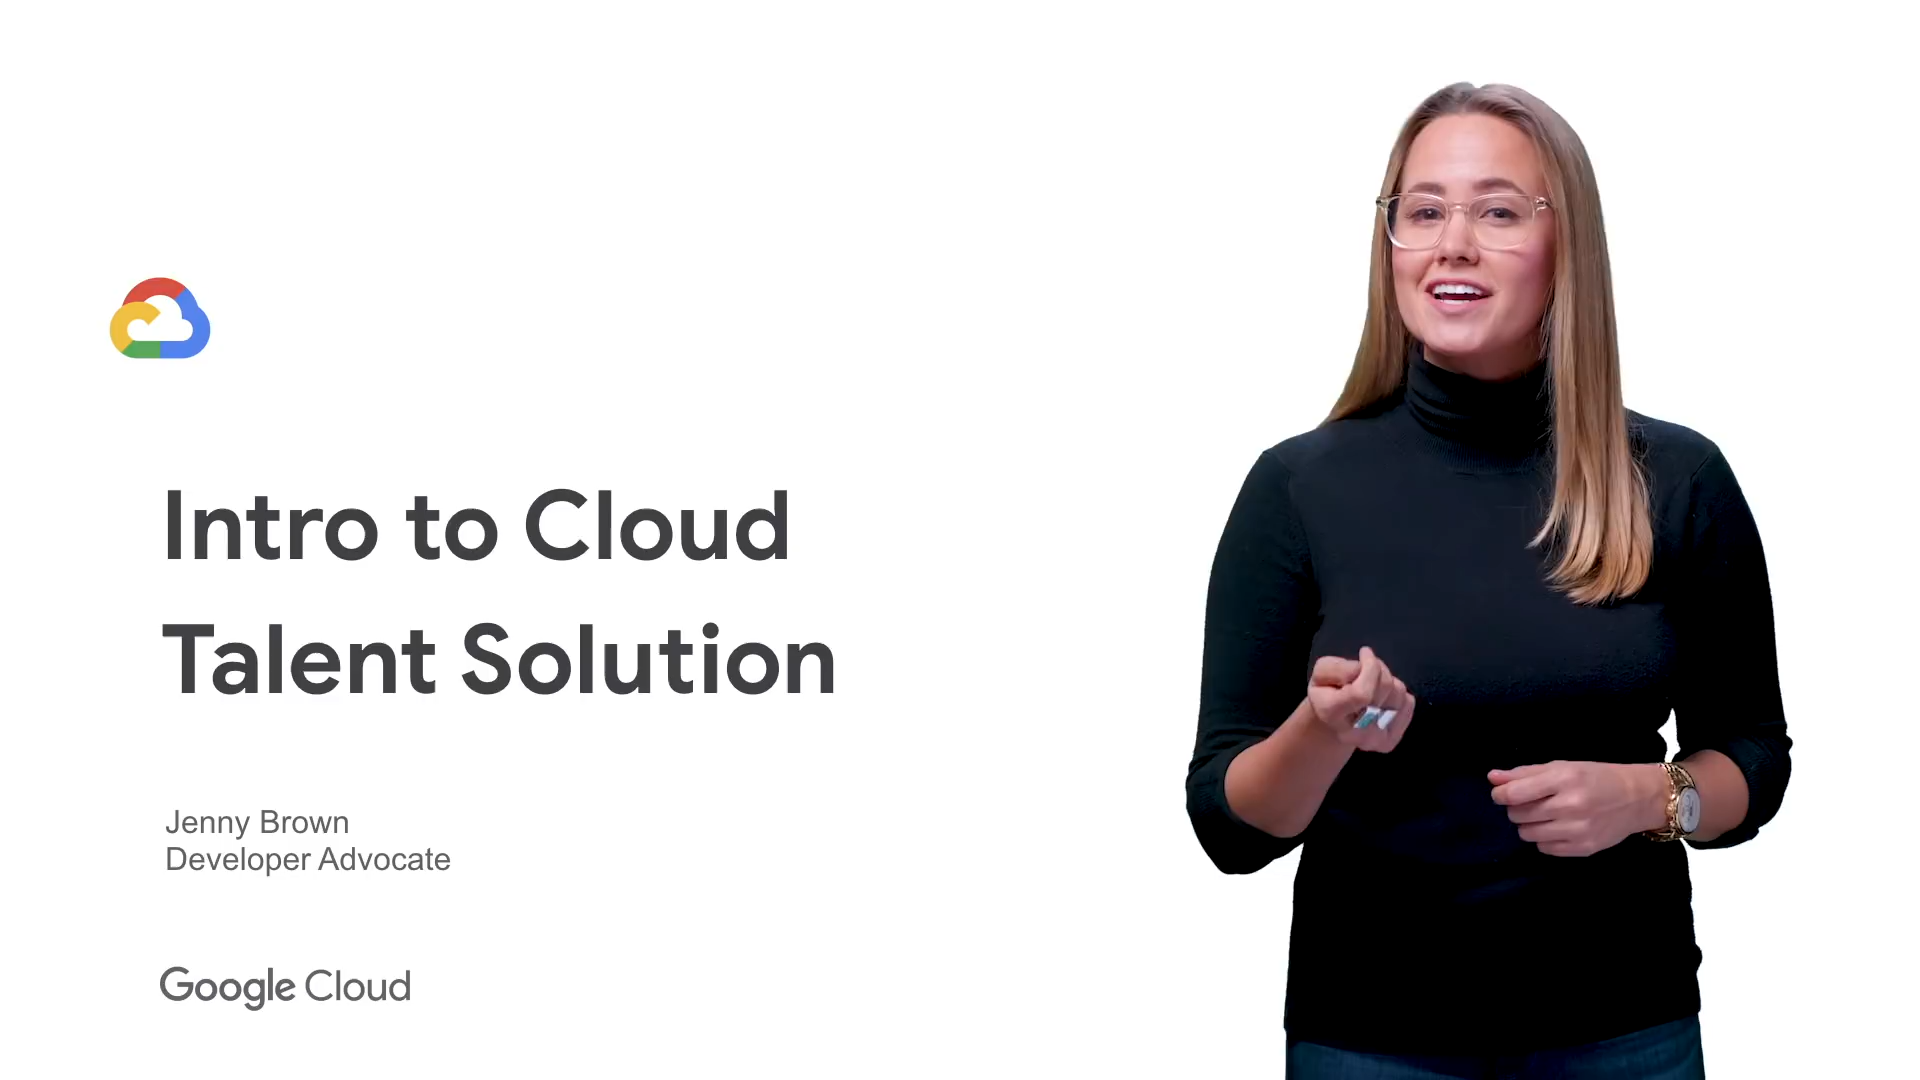 Intro to Cloud
Talent Solution
Jenny Brown
Developer Advocate
Google Cloud